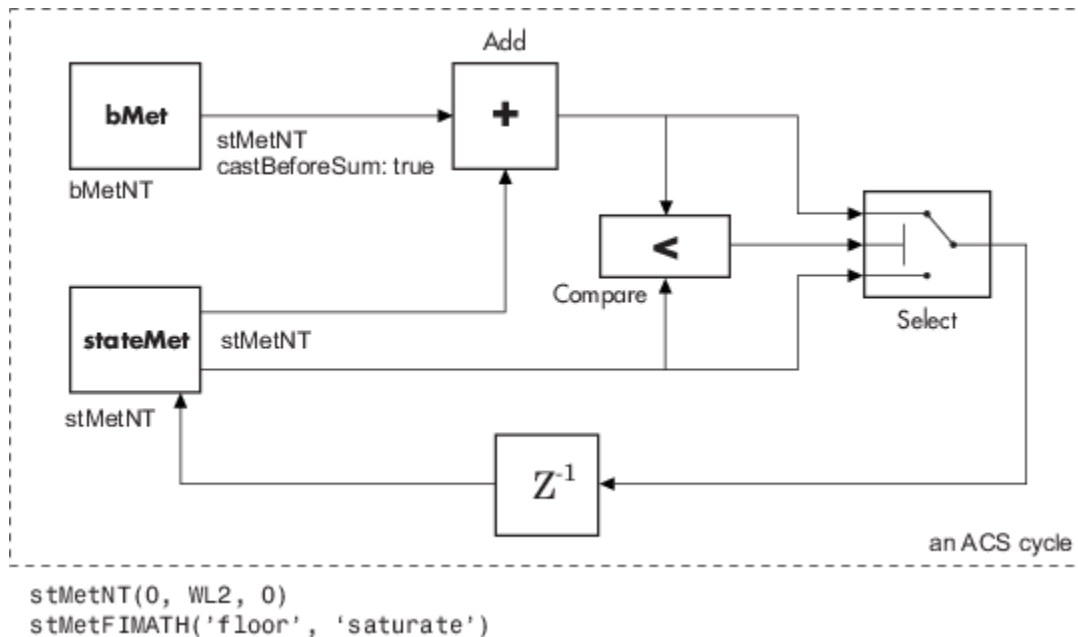 Add
bMet
+
stMetNT
castBeforeSum: true
bMetNT
<
Compare
Select
stateMet
stMetNT
stMetNT
Z-1
an ACS cycle
stMetNT(0, WL2, 0)
stMetFIMATH('floor', ‘saturate')